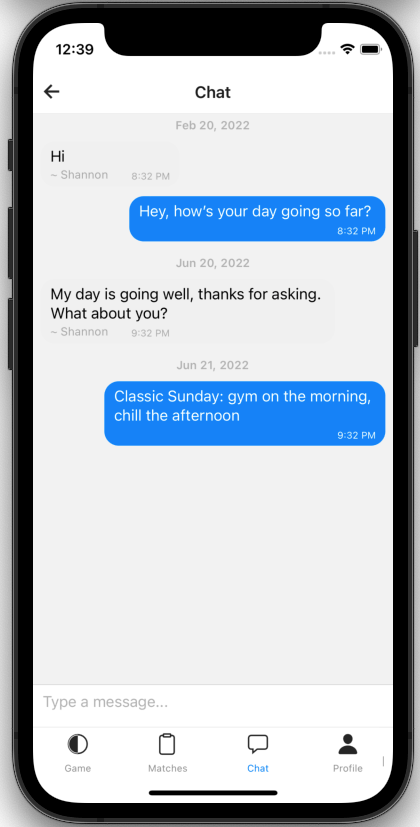 12:39
Chat
Feb 20, 2022
Hi
~ Shannon 8:32 PM
Hey, how’s your day going so far?
8:32 PM
Jun 20, 2022
My day is going well, thanks for asking.
What about you?
~ Shannon 9:32 PM
Jun 21, 2022
Classic Sunday: gym on the morning,
chill the afternoon
9:32 PM
Type a message...
Game Matches Chat Profile